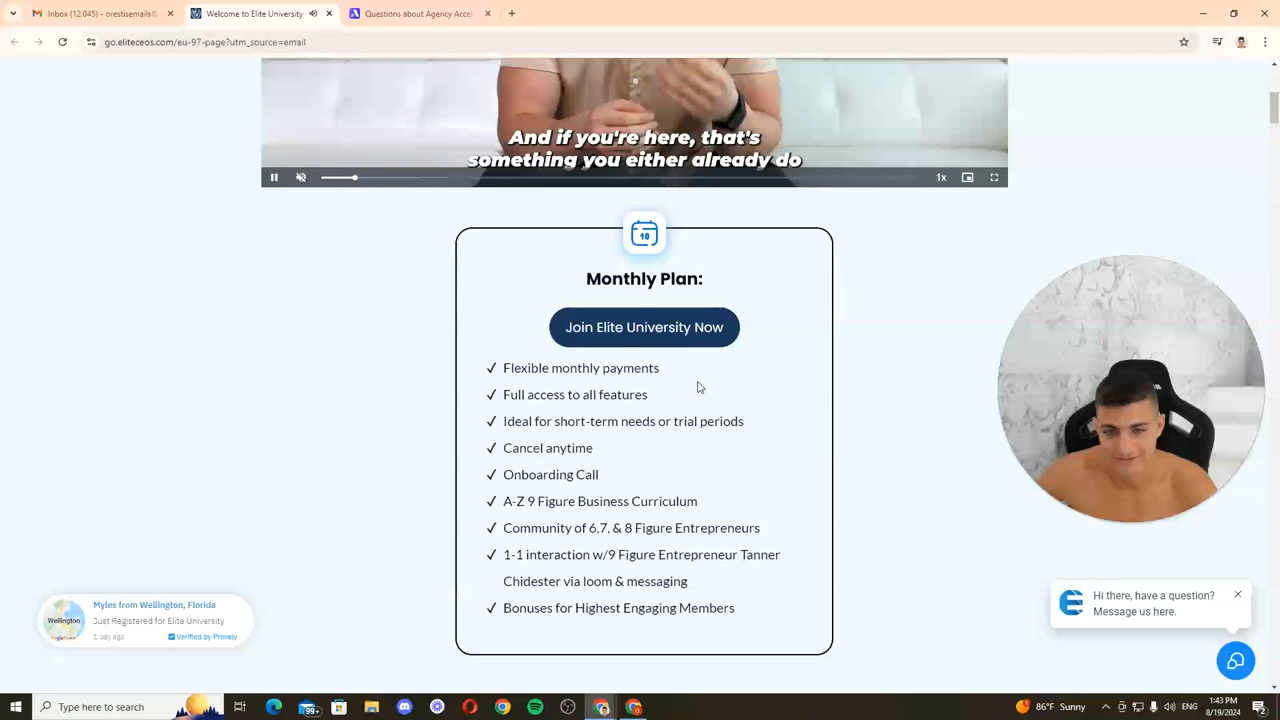 Inbox (12,045) - orestisemails@
Welcome to Elite University
Questions about Agency Accel
go.eliteceos.com/eu-97-page?utm_source=email
And if you're here, that's
something you either already do
1x
10
Monthly Plan:
Join Elite University Now
✓ Flexible monthly payments
✓ Full access to all features
✓ Ideal for short-term needs or trial periods
✓ Cancel anytime
✓ Onboarding Call
✓ A-Z 9 Figure Business Curriculum
✓ Community of 6,7, & 8 Figure Entrepreneurs
✓ 1-1 interaction w/9 Figure Entrepreneur Tanner
Chidester via loom & messaging
✓ Bonuses for Highest Engaging Members
Wellington
Myles from Wellington, Florida
Just Registered for Elite University
1 day ago
Verified by Provely
Hi there, have a question?
Message us here.
Type here to search
99+
86°F Sunny
ENG
1:43 PM
8/19/2024